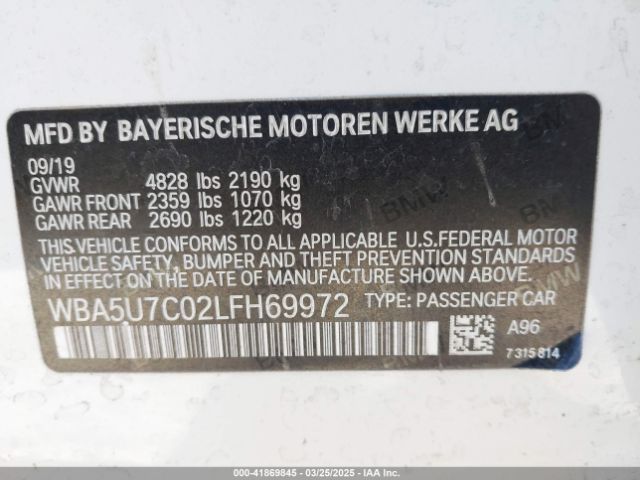 MFD BY BAYERISCHE MOTOREN WERKE AG
09/19
GVWR 4828 lbs 2190 kg
GAWR FRONT 2359 lbs 1070 kg
GAWR REAR 2690 lbs 1220 kg
THIS VEHICLE CONFORMS TO ALL APPLICABLE U.S.FEDERAL MOTOR
VEHICLE SAFETY, BUMPER AND THEFT PREVENTION STANDARDS
IN EFFECT ON THE DATE OF MANUFACTURE SHOWN ABOVE.
WBA5U7C02LFH69972 TYPE: PASSENGER CAR
A96
7315814
BMW
BMW
BMW
000-41869845 - 03/25/2025 - IAA Inc.